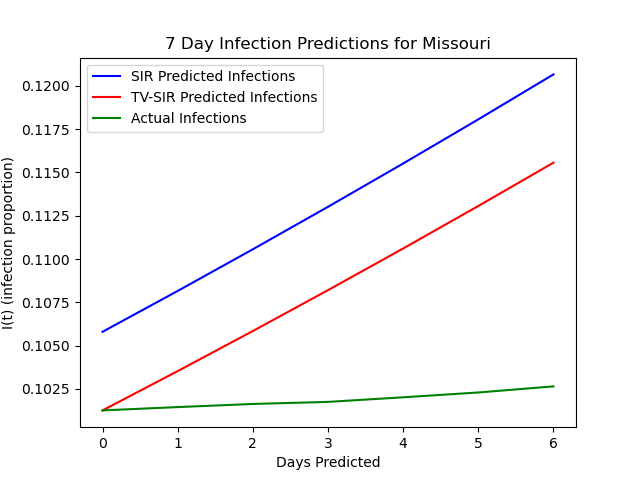 7 Day Infection Predictions for Missouri
SIR Predicted Infections
TV-SIR Predicted Infections
Actual Infections
I(t) (infection proportion)
0.1200
0.1175
0.1150
0.1125
0.1100
0.1075
0.1050
0.1025
0 1 2 3 4 5 6
Days Predicted